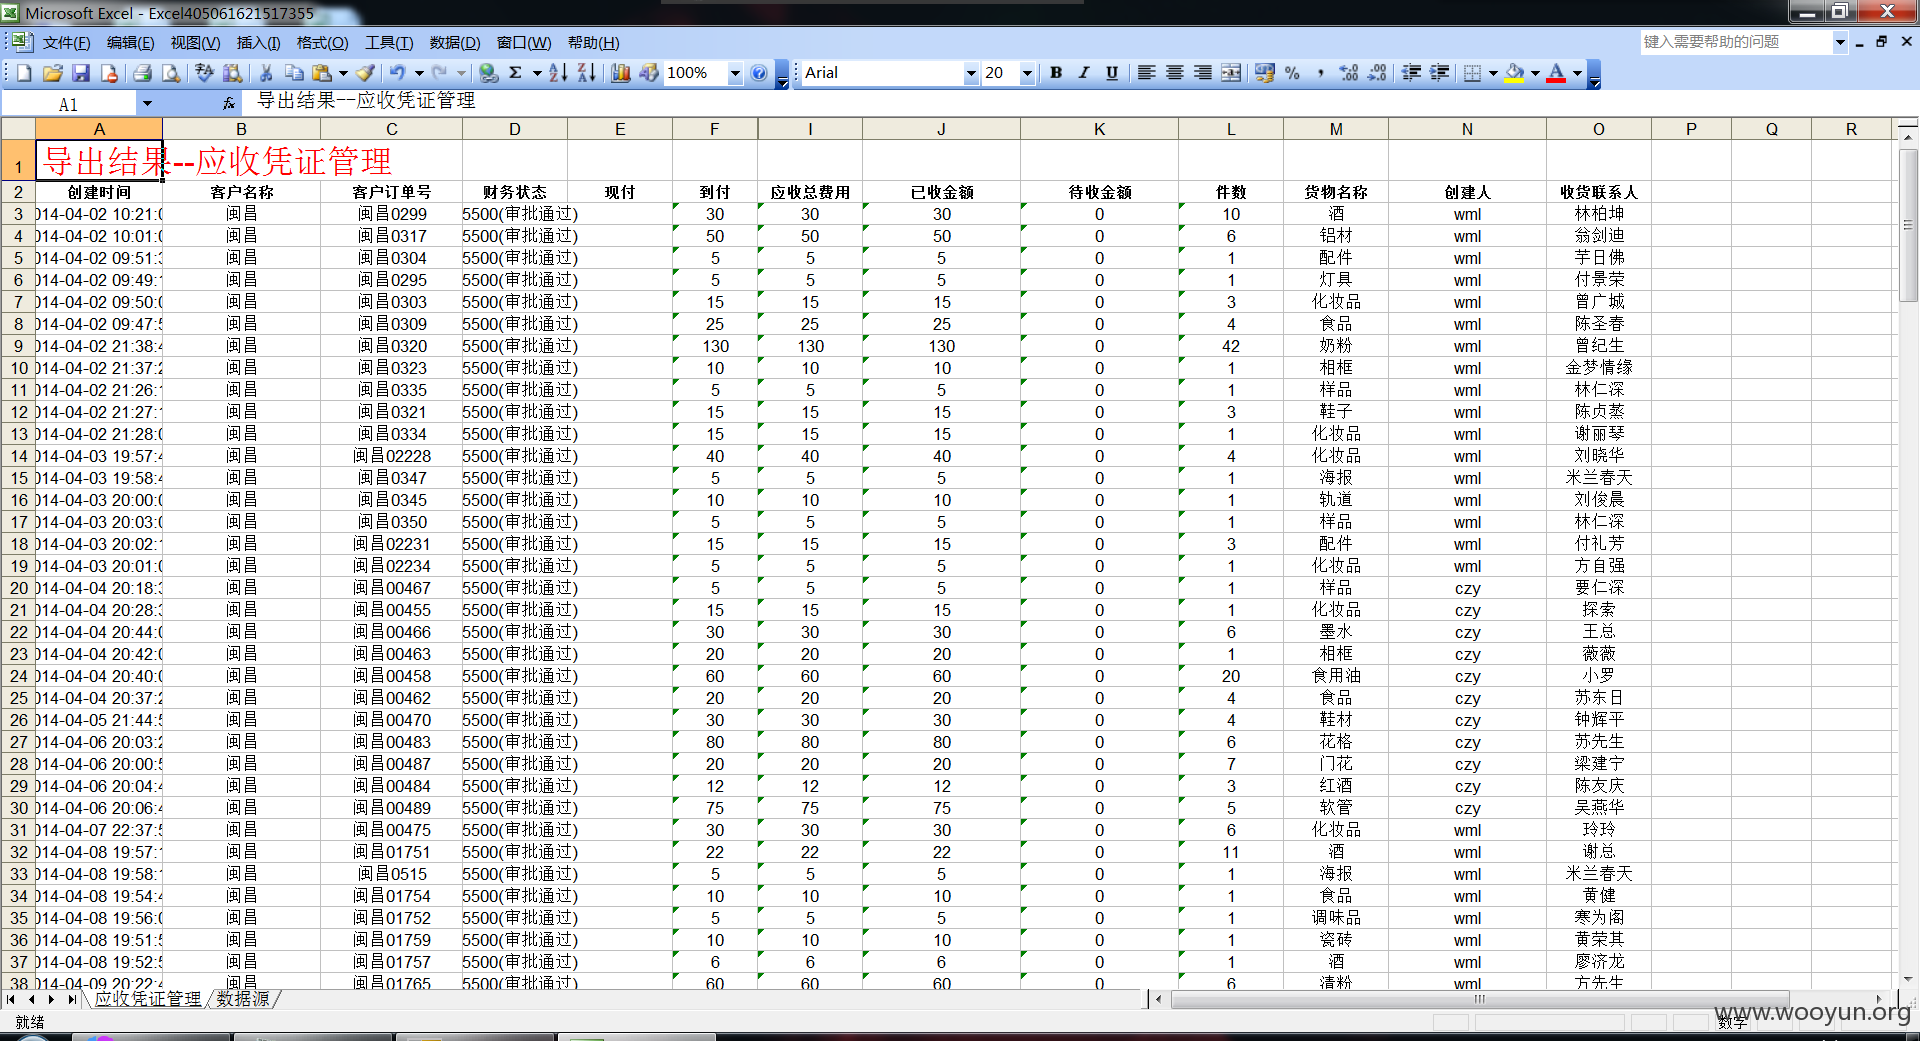 Microsoft Excel - Excel405061621517355
文件(F) 编辑(E) 视图(V) 插入(I) 格式(O) 工具(T) 数据(D) 窗口(W) 帮助(H) 键入需要帮助的问题
100% Arial 20
A1 fx 导出结果--应收凭证管理
A B C D E F I J K L M N O P Q R
1 导出结果--应收凭证管理
2 创建时间 客户名称 客户订单号 财务状态 现付 到付 应收总费用 已收金额 待收金额 件数 货物名称 创建人 收货联系人
3 014-04-02 10:21:0 闽昌 闽昌0299 5500(审批通过) 30 30 30 0 10 酒 wml 林柏坤
4 014-04-02 10:01:0 闽昌 闽昌0317 5500(审批通过) 50 50 50 0 6 铝材 wml 翁剑迪
5 014-04-02 09:51:3 闽昌 闽昌0304 5500(审批通过) 5 5 5 0 1 配件 wml 芋日佛
6 014-04-02 09:49:1 闽昌 闽昌0295 5500(审批通过) 5 5 5 0 1 灯具 wml 付景荣
7 014-04-02 09:50:0 闽昌 闽昌0303 5500(审批通过) 15 15 15 0 3 化妆品 wml 曾广城
8 014-04-02 09:47:5 闽昌 闽昌0309 5500(审批通过) 25 25 25 0 4 食品 wml 陈圣春
9 014-04-02 21:38:4 闽昌 闽昌0320 5500(审批通过) 130 130 130 0 42 奶粉 wml 曾纪生
10 014-04-02 21:37:2 闽昌 闽昌0323 5500(审批通过) 10 10 10 0 1 相框 wml 金梦情缘
11 014-04-02 21:26:1 闽昌 闽昌0335 5500(审批通过) 5 5 5 0 1 样品 wml 林仁深
12 014-04-02 21:27:1 闽昌 闽昌0321 5500(审批通过) 15 15 15 0 3 鞋子 wml 陈贞蒸
13 014-04-02 21:28:0 闽昌 闽昌0334 5500(审批通过) 15 15 15 0 1 化妆品 wml 谢丽琴
14 014-04-03 19:57:4 闽昌 闽昌02228 5500(审批通过) 40 40 40 0 4 化妆品 wml 刘晓华
15 014-04-03 19:58:4 闽昌 闽昌0347 5500(审批通过) 5 5 5 0 1 海报 wml 米兰春天
16 014-04-03 20:00:0 闽昌 闽昌0345 5500(审批通过) 10 10 10 0 1 轨道 wml 刘俊晨
17 014-04-03 20:03:0 闽昌 闽昌0350 5500(审批通过) 5 5 5 0 1 样品 wml 林仁深
18 014-04-03 20:02:1 闽昌 闽昌02231 5500(审批通过) 15 15 15 0 3 配件 wml 付礼芳
19 014-04-03 20:01:0 闽昌 闽昌02234 5500(审批通过) 5 5 5 0 1 化妆品 wml 方自强
20 014-04-04 20:18:3 闽昌 闽昌00467 5500(审批通过) 5 5 5 0 1 样品 czy 要仁深
21 014-04-04 20:28:3 闽昌 闽昌00455 5500(审批通过) 15 15 15 0 1 化妆品 czy 探索
22 014-04-04 20:44:0 闽昌 闽昌00466 5500(审批通过) 30 30 30 0 6 墨水 czy 王总
23 014-04-04 20:42:0 闽昌 闽昌00463 5500(审批通过) 20 20 20 0 1 相框 czy 薇薇
24 014-04-04 20:40:0 闽昌 闽昌00458 5500(审批通过) 60 60 60 0 20 食用油 czy 小罗
25 014-04-04 20:37:2 闽昌 闽昌00462 5500(审批通过) 20 20 20 0 4 食品 czy 苏东日
26 014-04-05 21:44:5 闽昌 闽昌00470 5500(审批通过) 30 30 30 0 4 鞋材 czy 钟辉平
27 014-04-06 20:03:2 闽昌 闽昌00483 5500(审批通过) 80 80 80 0 6 花格 czy 苏先生
28 014-04-06 20:00:5 闽昌 闽昌00487 5500(审批通过) 20 20 20 0 7 门花 czy 梁建宁
29 014-04-06 20:04:4 闽昌 闽昌00484 5500(审批通过) 12 12 12 0 3 红酒 czy 陈友庆
30 014-04-06 20:06:4 闽昌 闽昌00489 5500(审批通过) 75 75 75 0 5 软管 czy 吴燕华
31 014-04-07 22:37:5 闽昌 闽昌00475 5500(审批通过) 30 30 30 0 6 化妆品 wml 玲玲
32 014-04-08 19:57:1 闽昌 闽昌01751 5500(审批通过) 22 22 22 0 11 酒 wml 谢总
33 014-04-08 19:58:1 闽昌 闽昌0515 5500(审批通过) 5 5 5 0 1 海报 wml 米兰春天
34 014-04-08 19:54:4 闽昌 闽昌01754 5500(审批通过) 10 10 10 0 1 食品 wml 黄健
35 014-04-08 19:56:0 闽昌 闽昌01752 5500(审批通过) 5 5 5 0 1 调味品 wml 寒为阁
36 014-04-08 19:51:5 闽昌 闽昌01759 5500(审批通过) 10 10 10 0 1 瓷砖 wml 黄荣其
37 014-04-08 19:52:5 闽昌 闽昌01757 5500(审批通过) 6 6 6 0 1 酒 wml 廖济龙
38 014-04-09 20:22:4 闽昌 闽昌01765 5500(审批通过) 60 60 60 0 6 清粉 wml 方先生
应收凭证管理 数据源
就绪 数字
www.wooyun.org